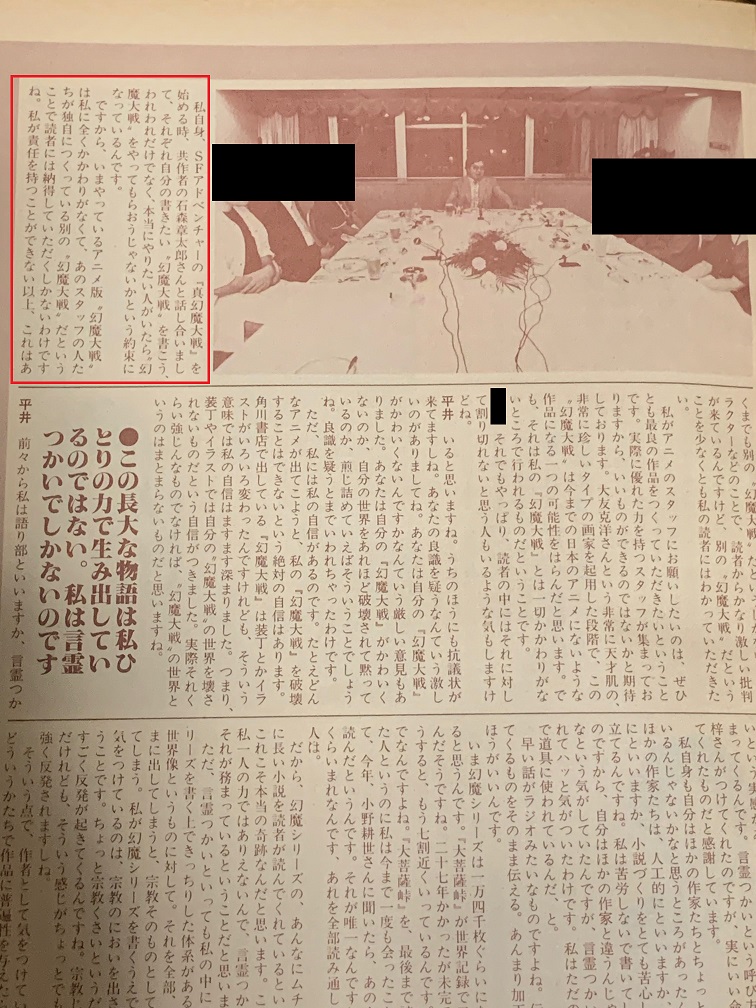 私自身、SFアドベンチャーの『真幻魔大戦』を
始める時、共作者の石森章太郎さんと話し合いまし
て、それぞれ自分の書きたい〝幻魔大戦〟を書こう、
われわれだけでなく、本当にやりたい人がいたら〝幻
魔大戦〟をやってもらおうじゃないかという約束に
なっているんです。
ですから、いまやっているアニメ版〝幻魔大戦〟
は私に全くかかわりがなくて、あのスタッフの人た
ちが独自につくっている別の〝幻魔大戦〟だという
ことで読者には納得していただくしかないわけです
ね。私が責任を持つことができない以上、これはあ
くまでも別
ラクターなどのことで、読者からかなり激しい批判
が来ているんですけど、別の〝幻魔大戦〟だという
ことを少なくとも私の読者にはわかっていただきた
い。
私がアニメのスタッフにお願いしたいのは、ぜひ
とも最良の作品をつくっていただきたいということ
です。実際に優れた力を持つスタッフが集まってお
りますから、いいものができるのではないかと期待
しております。大友克洋さんという非常に天才肌の、
非常に珍しいタイプの画家を起用した段階で、この
〝幻魔大戦〟は今までの日本のアニメにないような
作品になる一つの可能性をはらんだと思います。で
も、それは私の『幻魔大戦』とは一切かかわりがな
いところで行われるものだということです。
それでもやっぱり、読者の中にはそれに対し
て割り切れないと思う人もいるような気もしますけ
どね。
平井 いると思いますね。うちのほうにも抗議状が
来てますしね。あなたの良識を疑うなんていう激し
いのがありましてね。あなたは自分の『幻魔大戦』
がかわいくないんですかなんていう厳しい意見もあ
りました。あなたは自分の『幻魔大戦』がかわいく
ないのか、自分の世界をあれほど破壊されて黙って
いるのか、煎じ詰めていえばそういうことでしょう
ね。良識を疑うとまでいわれちゃったわけです。
ただ、私には私の自信があるのです。たとえどん
なアニメが出てこようと、私の『幻魔大戦』を破壊
することはできないという絶対の自信はあります。
角川書店で出している『幻魔大戦』は装丁とかイラ
ストがいろいろ変わったんですけれども、そういう
意味では私の自信はますます深まりました。つまり、
装丁やイラストでは自分の〝幻魔大戦〟の世界を壊さ
れないものだという自信がつきました。実際それく
らい強じんなものでなければ、〝幻魔大戦〟の世界と
いうのはまとまらないものだと思いますね。
●この長大な物語は私ひ
とりの力で生み出してい
るのではない。私は言霊
つかいでしかないのです
平井 前々から私は語り部といいますか、言霊つか
いだと
まってくるんです。言霊つかいという呼び
梓さんがつけてくれたのですが、実にいい
てくれたものだと感謝しています。
私自身も自分はほかの作家たちとちょっと
いるんじゃないかなと思うところがあった
ほかの作家たちは、人工的にといいますか
にといいますか、小説づくりをとても苦心
立てるんですね。私は苦労しないで書いて
のですから、自分はほかの作家と違うんじ
なという気がしていたんですが、言霊つか
れてハッと気がついたわけです。私はもの
で道具に使われているんだ、と。
早い話がラジオみたいなものですよね。
てくるものをそのまま伝える。あんまり加
ほうがいいんです。
いま幻魔シリーズは一万四千枚ぐらいに
ると思うんです。『大菩薩峠』が世界記録で
んだそうですね。二十七年かかったが未完
うすると、もう七割近くいっているんです
でなんですよね。『大菩薩峠』を、最後まで
た人というのに私は今まで一度も会ったこ
て、今年、小野耕世さんに聞いたら、あの
読んだというんです。それが唯一なんです
くらいまれなんです、あれを全部読み通し
人は。
だから、幻魔シリーズの、あんなにムチ
に長い小説を読者が読んでくれているとい
これこそ本当の奇跡なんだと思います。こ
私一人の力ではありえないんで、言霊つか
それが務まっているということだと思いま
ただ、言霊つかいといっても私の中に
リーズを書く上できっちりした体系がある
世界像というものに対して。それを全部
まに出してしまうと、宗教そのものとして
てしまう。私が幻魔シリーズを書くうえで
気をつけているのは、宗教のにおいを出さ
うことです。ちょっと宗教くさいというだ
すごく反発が起きてくるんですね。宗教
だけれども、そういう感じがちょっとでも
強く反発されますしね。
そういう点で、作者として気をつけない
どういうかたちで作品に普遍性を与えたい